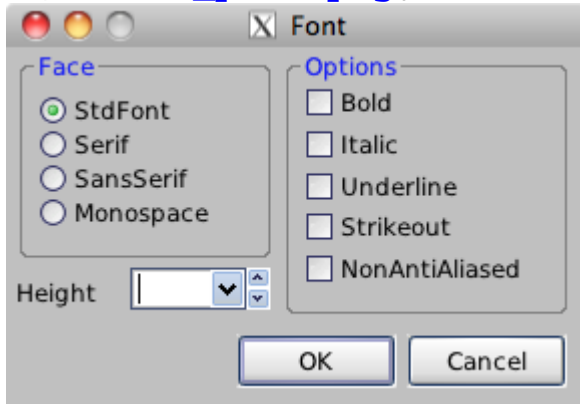 Font
Face
StdFont
Serif
SansSerif
Monospace
Options
Bold
Italic
Underline
Strikeout
NonAntiAliased
Height
OK
Cancel